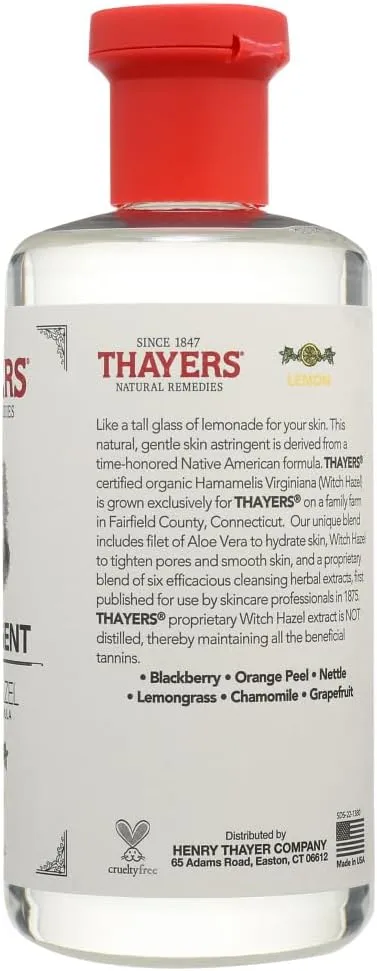 SINCE 1847
THAYERS®
NATURAL REMEDIES
LEMON
Like a tall glass of lemonade for your skin. This
natural, gentle skin astringent is derived from a
time-honored Native American formula. THAYERS®
certified organic Hamamelis Virginiana (Witch Hazel)
is grown exclusively for THAYERS® on a family farm
in Fairfield County, Connecticut. Our unique blend
includes filet of Aloe Vera to hydrate skin, Witch Hazel
to tighten pores and smooth skin, and a proprietary
blend of six efficacious cleansing herbal extracts, first
published for use by skincare professionals in 1875.
THAYERS® proprietary Witch Hazel extract is NOT
distilled, thereby maintaining all the beneficial
tannins.
• Blackberry • Orange Peel • Nettle
• Lemongrass • Chamomile • Grapefruit
RS®
DIES
ENT
ZEL
ULA
crueltyfree
Distributed by
HENRY THAYER COMPANY
65 Adams Road, Easton, CT 06612
Made in USA